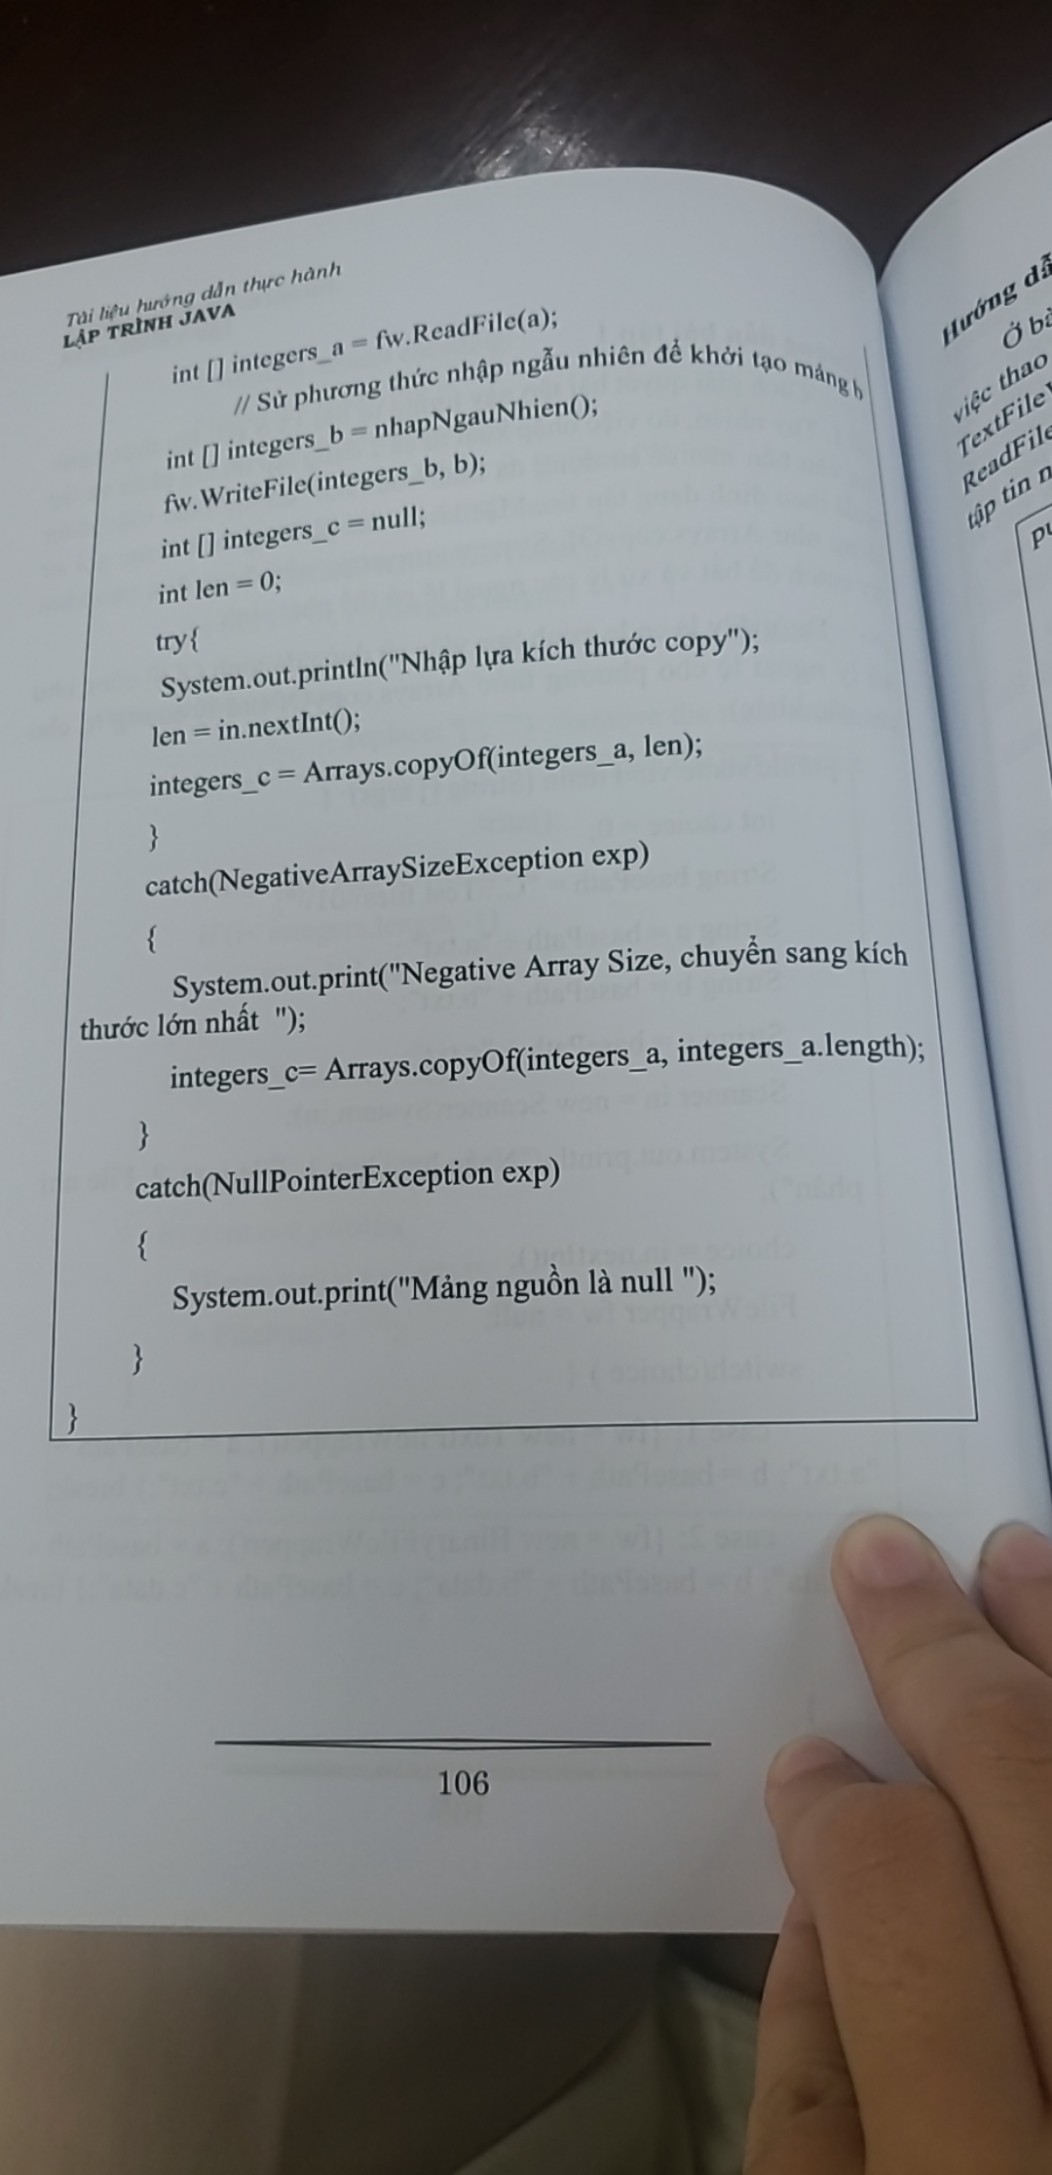 Tài liệu hướng dẫn thực hành
LẬP TRÌNH JAVA
int [] integers_a = fw.ReadFile(a);
// Sử phương thức nhập ngẫu nhiên để khởi tạo mảng b
int [] integers_b = nhapNgauNhien();
fw.WriteFile(integers_b, b);
int [] integers_c = null;
int len = 0;
try{
System.out.println("Nhập lựa kích thước copy");
len = in.nextInt();
integers_c = Arrays.copyOf(integers_a, len);
}
catch(NegativeArraySizeException exp)
{
System.out.print("Negative Array Size, chuyển sang kích
thước lớn nhất ");
integers_c= Arrays.copyOf(integers_a, integers_a.length);
}
catch(NullPointerException exp)
{
System.out.print("Mảng nguồn là null ");
}
}
106
Hướng
Ở
việc thao
TextFile
ReadFile
tập tin